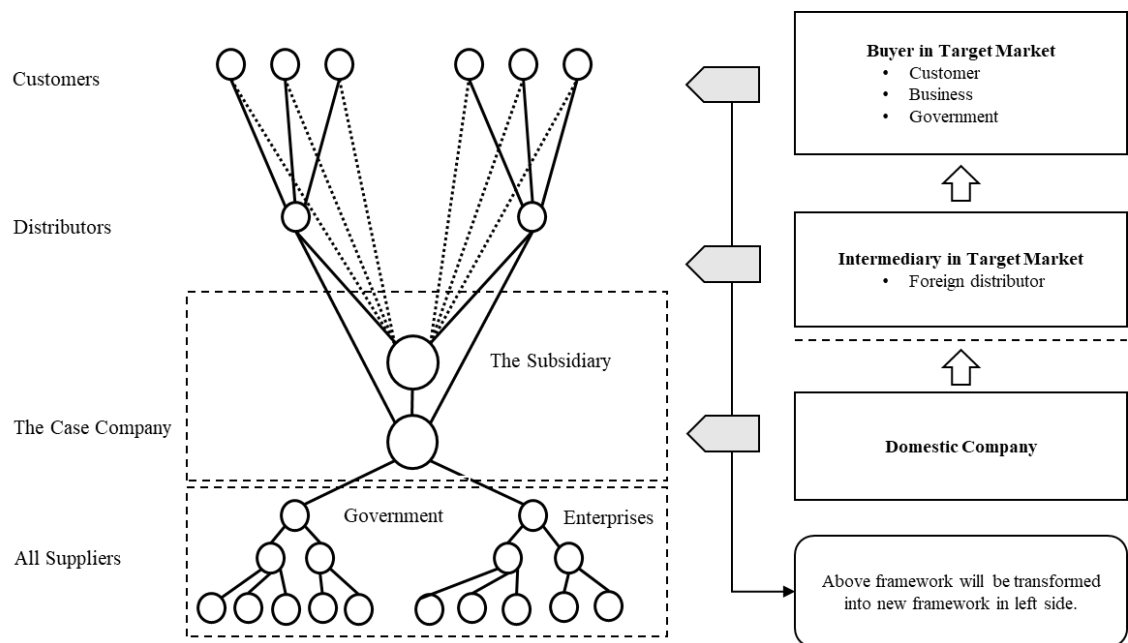 Customers
Distributors
The Subsidiary
The Case Company
Government
Enterprises
All Suppliers
Buyer in Target Market
• Customer
• Business
• Government
Intermediary in Target Market
• Foreign distributor
Domestic Company
Above framework will be transformed
into new framework in left side.